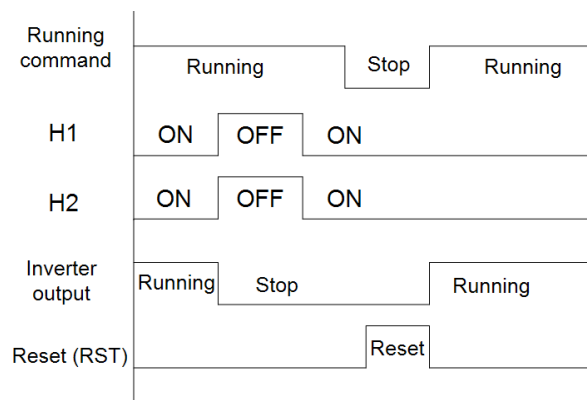 Running
command
Running
Stop
Running
H1
ON
OFF
ON
H2
ON
OFF
ON
Inverter
output
Running
Stop
Running
Reset (RST)
Reset